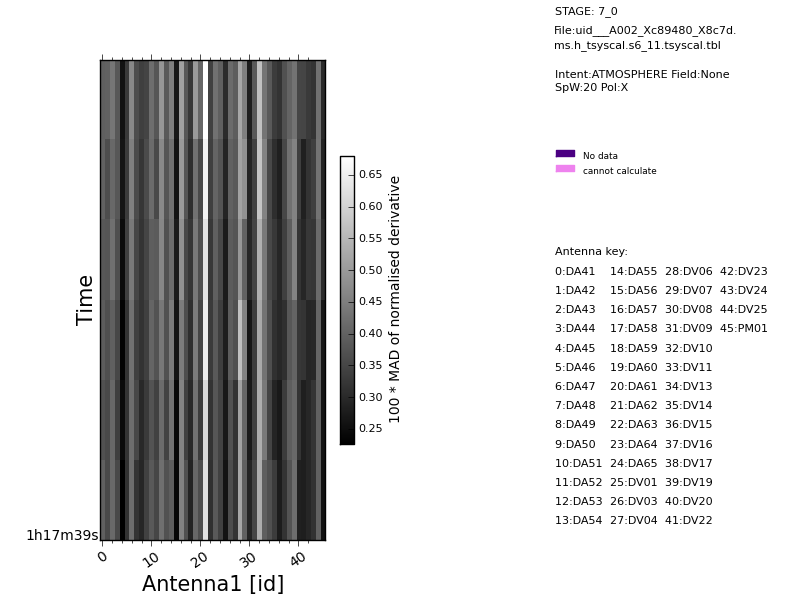 STAGE: 7_0
File:uid___A002_Xc89480_X8c7d.
ms.h_tsyscal.s6_11.tsyscal.tbl
Intent:ATMOSPHERE Field:None
SpW:20 Pol:X
No data
cannot calculate
0.65
0.60
0.55
0.50
0.45
0.40
0.35
0.30
0.25
100 * MAD of normalised derivative
Time
1h17m39s
0 10 20 30 40
Antenna1 [id]
Antenna key:
0:DA41 14:DA55 28:DV06 42:DV23
1:DA42 15:DA56 29:DV07 43:DV24
2:DA43 16:DA57 30:DV08 44:DV25
3:DA44 17:DA58 31:DV09 45:PM01
4:DA45 18:DA59 32:DV10
5:DA46 19:DA60 33:DV11
6:DA47 20:DA61 34:DV13
7:DA48 21:DA62 35:DV14
8:DA49 22:DA63 36:DV15
9:DA50 23:DA64 37:DV16
10:DA51 24:DA65 38:DV17
11:DA52 25:DV01 39:DV19
12:DA53 26:DV03 40:DV20
13:DA54 27:DV04 41:DV22